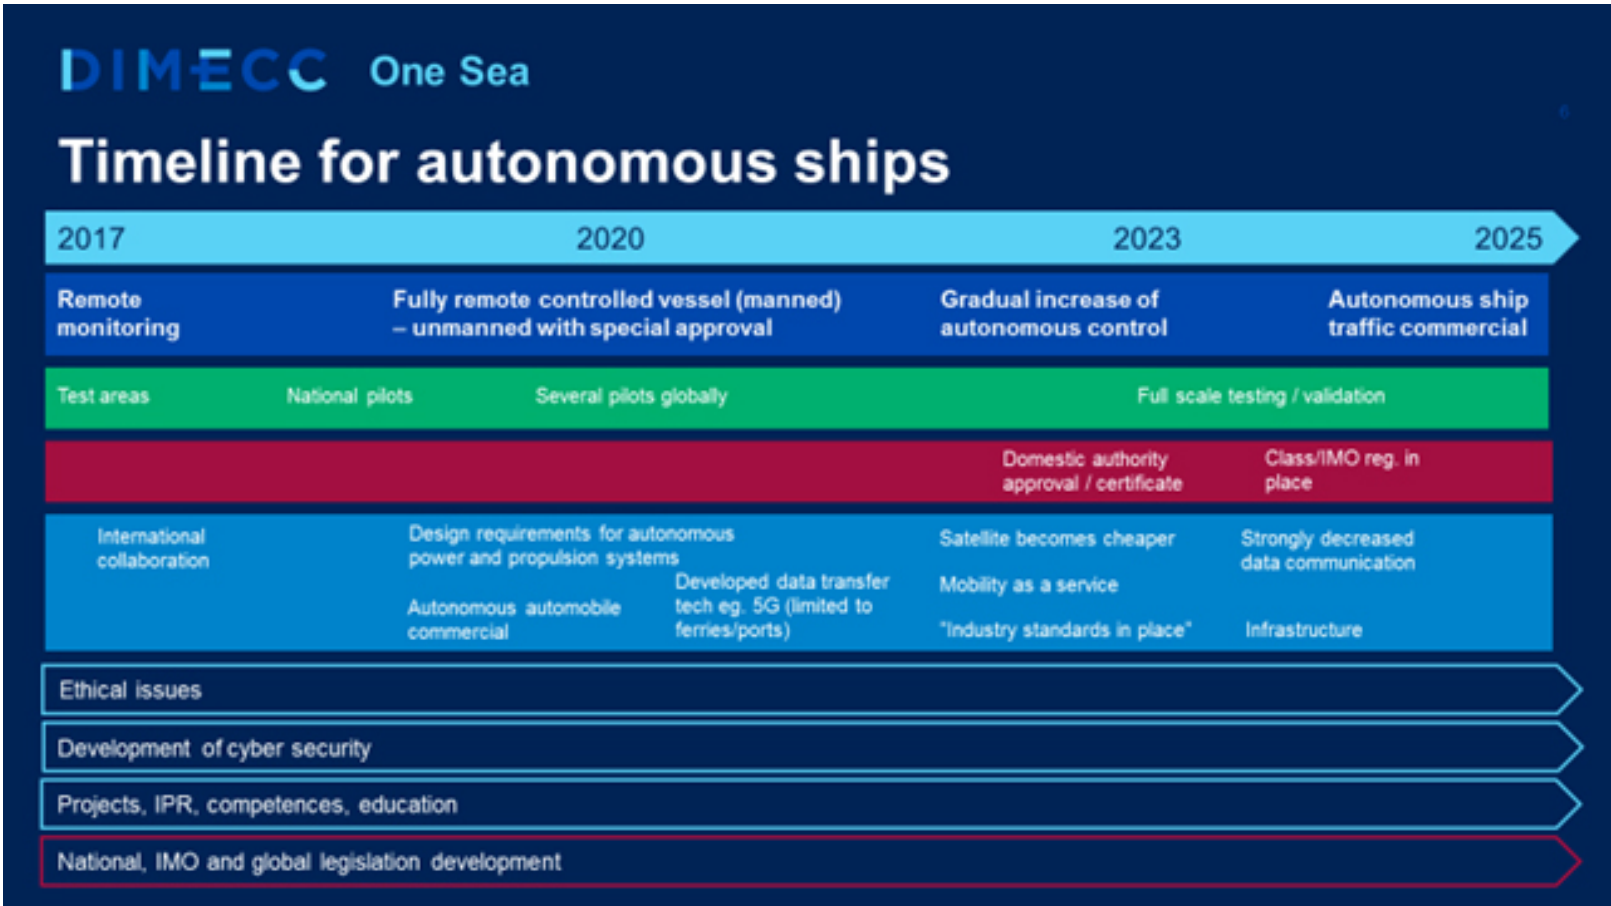 DIMECC One Sea
6
Timeline for autonomous ships
2017 2020 2023 2025
Remote
monitoring
Fully remote controlled vessel (manned)
– unmanned with special approval
Gradual increase of
autonomous control
Autonomous ship
traffic commercial
Test areas National pilots Several pilots globally Full scale testing / validation
Domestic authority
approval / certificate
Class/IMO reg. in
place
International
collaboration
Design requirements for autonomous
power and propulsion systems
Autonomous automobile
commercial
Developed data transfer
tech eg. 5G (limited to
ferries/ports)
Satellite becomes cheaper
Mobility as a service
"Industry standards in place"
Strongly decreased
data communication
Infrastructure
Ethical issues
Development of cyber security
Projects, IPR, competences, education
National, IMO and global legislation development